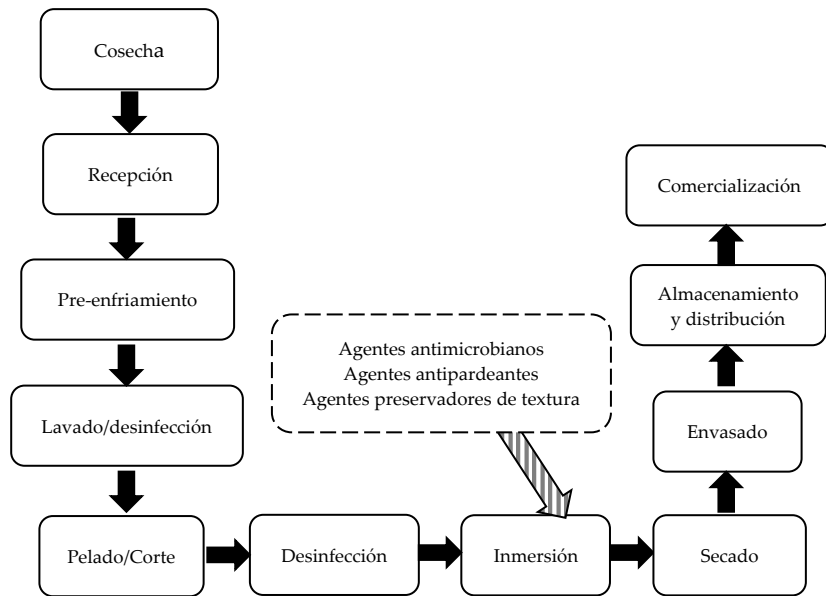 Cosecha
Recepción
Pre-enfriamiento
Lavado/desinfección
Pelado/Corte
Desinfección
Agentes antimicrobianos
Agentes antipardeantes
Agentes preservadores de textura
Inmersión
Secado
Envasado
Almacenamiento
y distribución
Comercialización